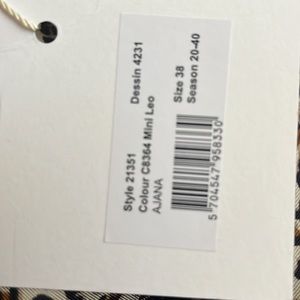 Style 21351 Dessin 4231
Colour C8364 Mini Leo
AJANA
Size 38
Season 20-40
5 704547 958330